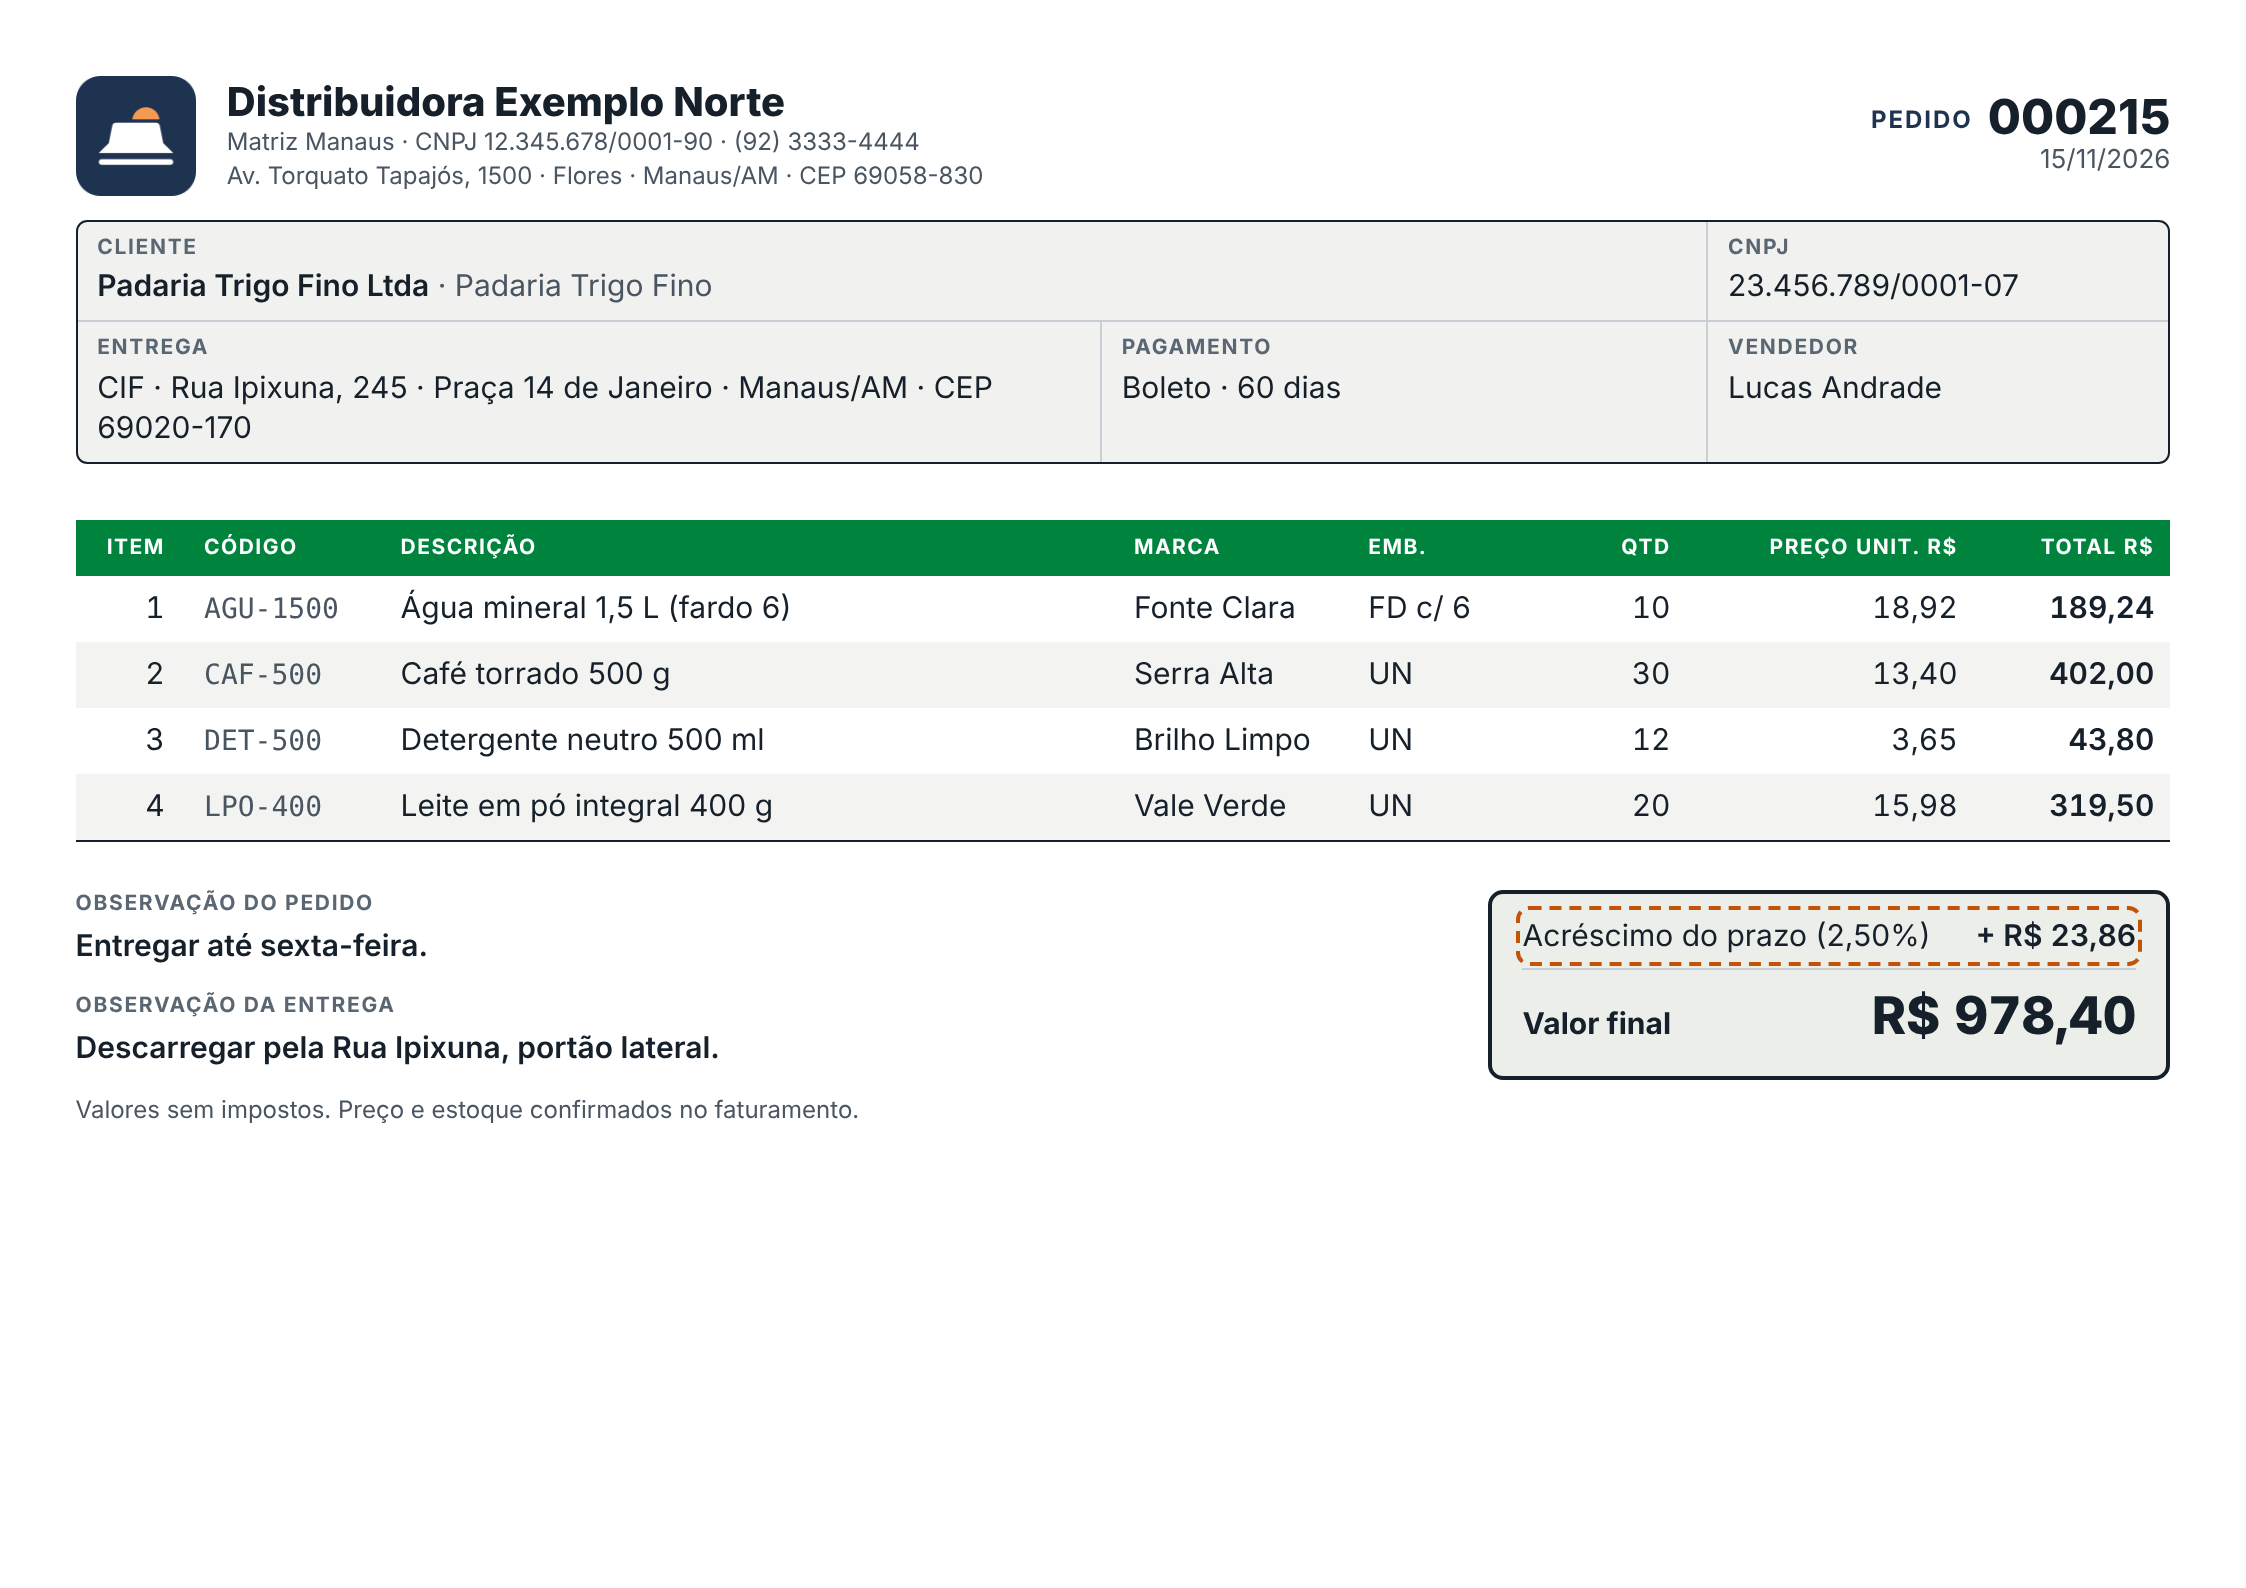 Distribuidora Exemplo Norte
Matriz Manaus · CNPJ 12.345.678/0001-90 · (92) 3333-4444
Av. Torquato Tapajós, 1500 · Flores · Manaus/AM · CEP 69058-830
PEDIDO 000215
15/11/2026
CLIENTE
Padaria Trigo Fino Ltda · Padaria Trigo Fino
CNPJ
23.456.789/0001-07
ENTREGA
CIF · Rua Ipixuna, 245 · Praça 14 de Janeiro · Manaus/AM · CEP
69020-170
PAGAMENTO
Boleto · 60 dias
VENDEDOR
Lucas Andrade
ITEM CÓDIGO DESCRIÇÃO MARCA EMB. QTD PREÇO UNIT. R$ TOTAL R$
1 AGU-1500 Água mineral 1,5 L (fardo 6) Fonte Clara FD c/ 6 10 18,92 189,24
2 CAF-500 Café torrado 500 g Serra Alta UN 30 13,40 402,00
3 DET-500 Detergente neutro 500 ml Brilho Limpo UN 12 3,65 43,80
4 LPO-400 Leite em pó integral 400 g Vale Verde UN 20 15,98 319,50
OBSERVAÇÃO DO PEDIDO
Entregar até sexta-feira.
OBSERVAÇÃO DA ENTREGA
Descarregar pela Rua Ipixuna, portão lateral.
Valores sem impostos. Preço e estoque confirmados no faturamento.
Acréscimo do prazo (2,50%) + R$ 23,86
Valor final R$ 978,40